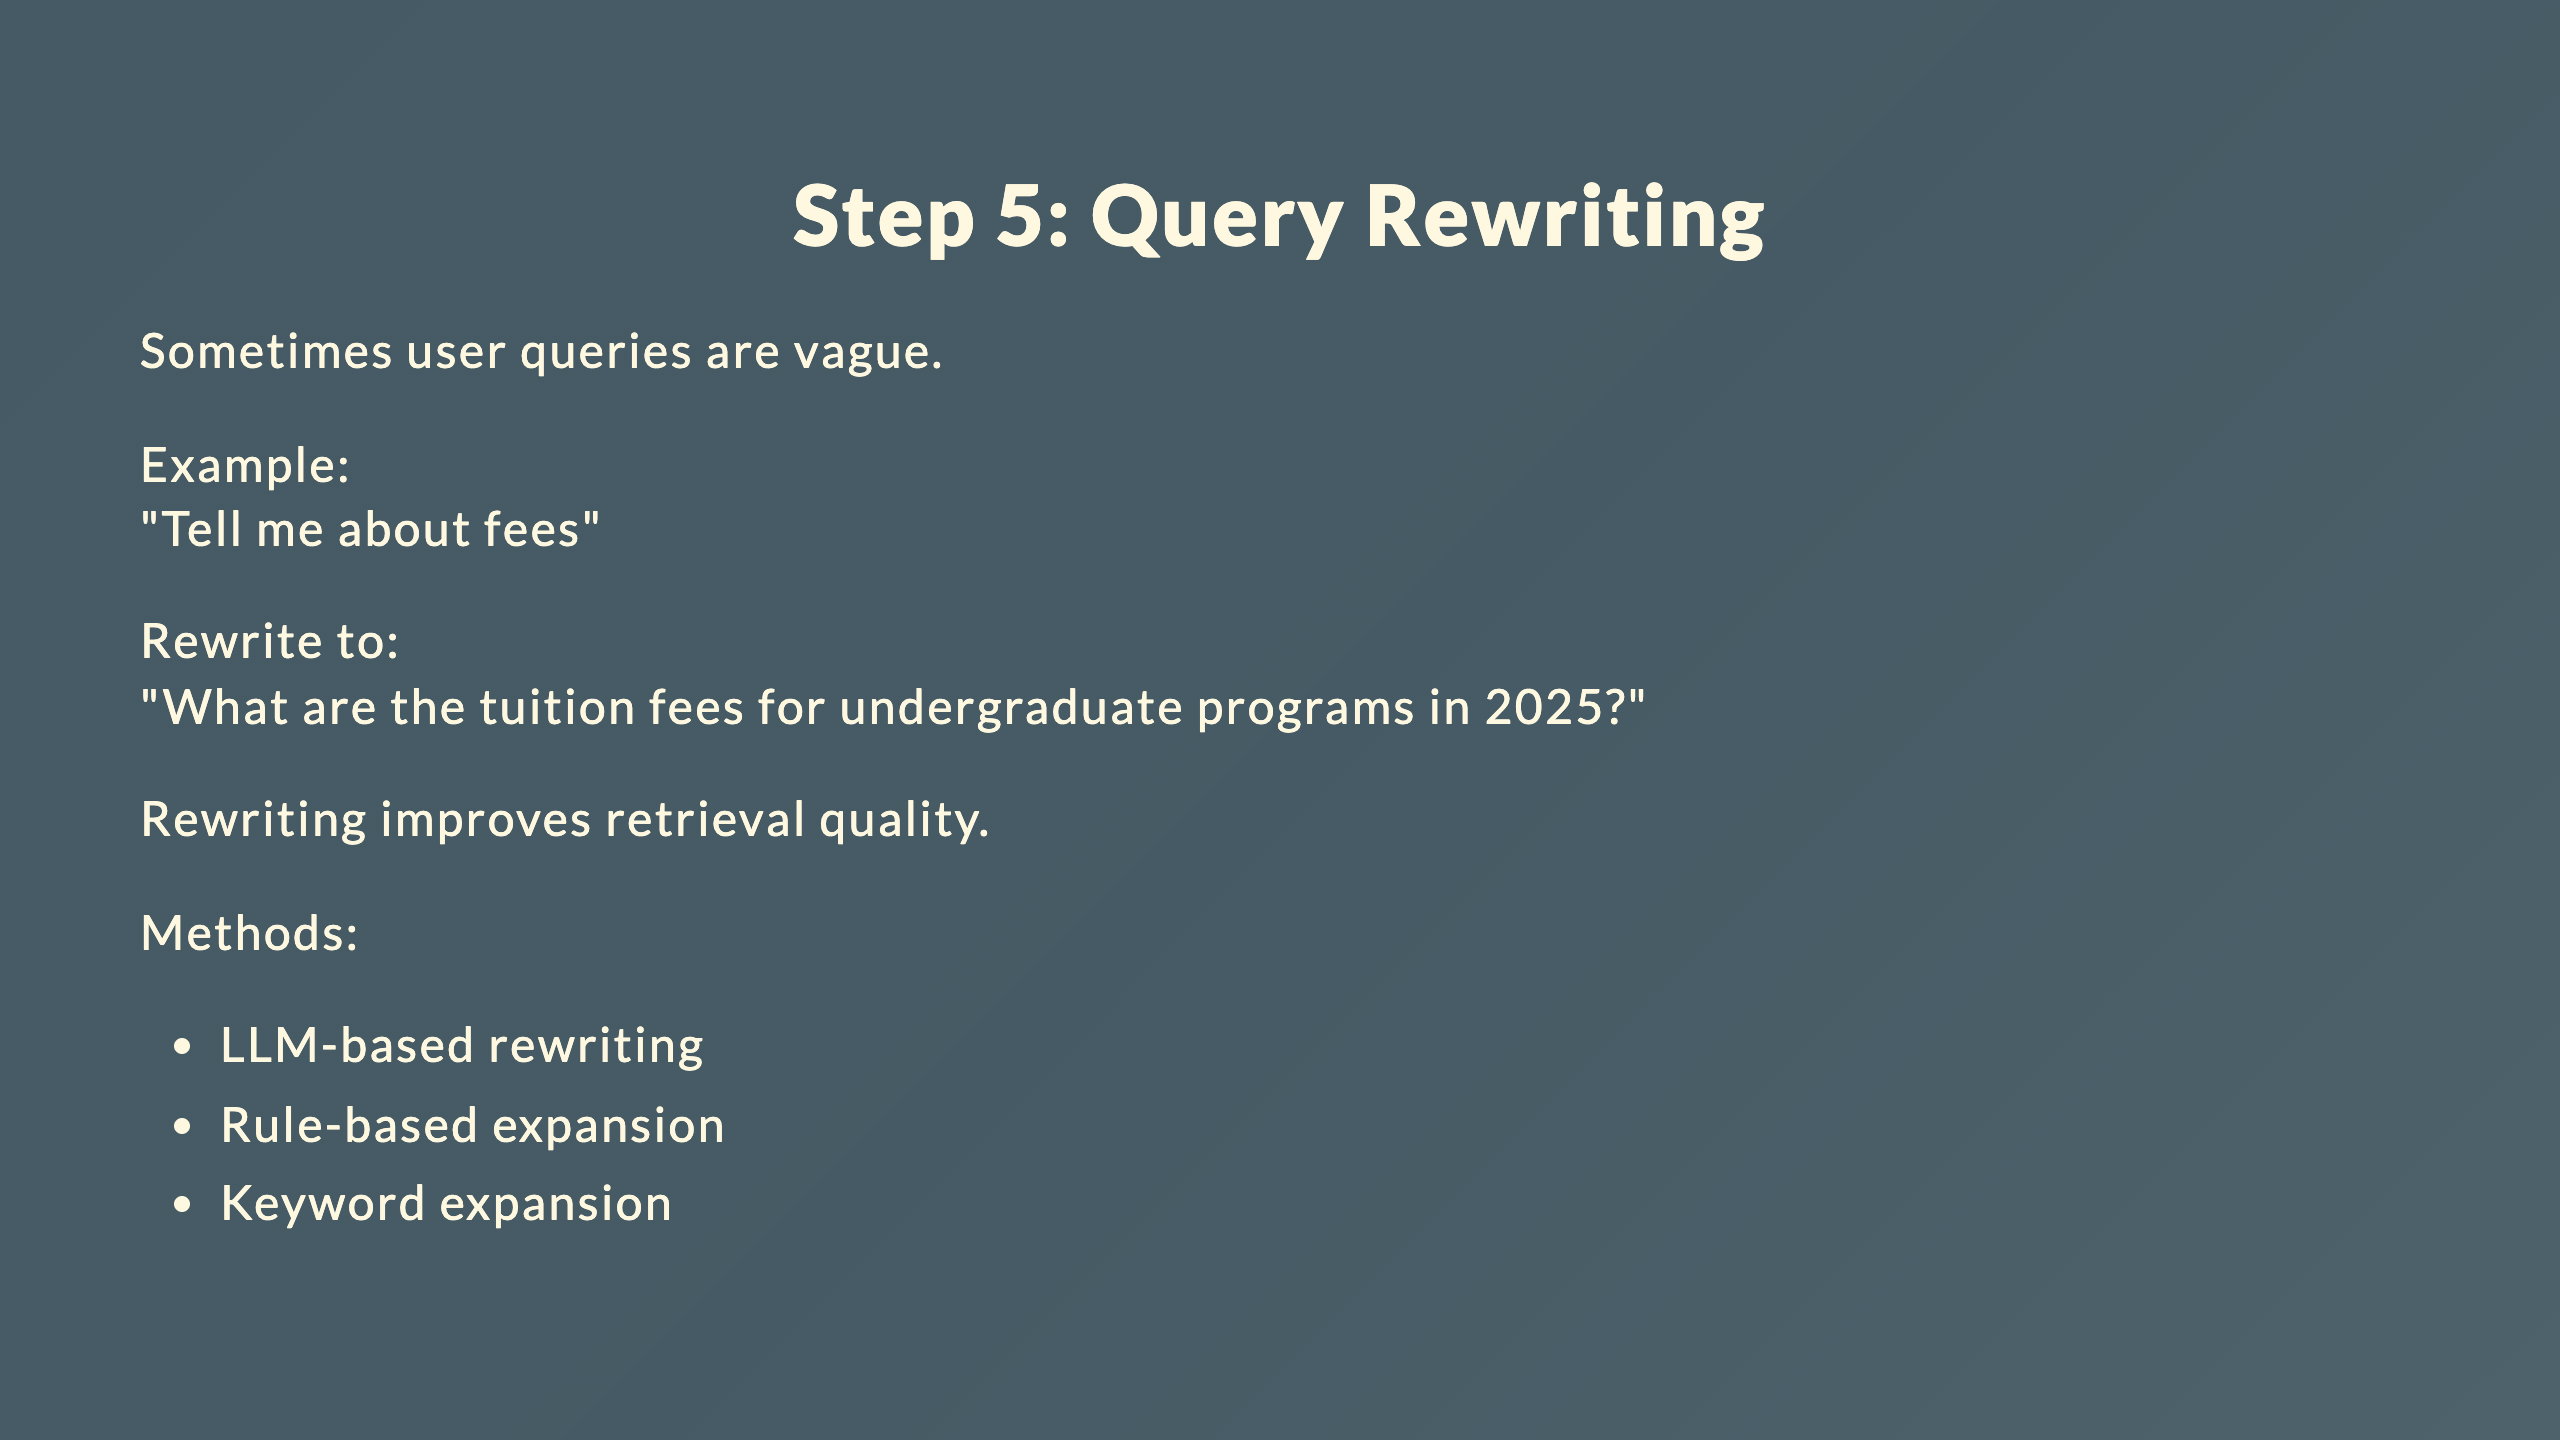 Step 5: Query Rewriting
Sometimes user queries are vague.
Example:
"Tell me about fees"
Rewrite to:
"What are the tuition fees for undergraduate programs in 2025?"
Rewriting improves retrieval quality.
Methods:
• LLM-based rewriting
• Rule-based expansion
• Keyword expansion